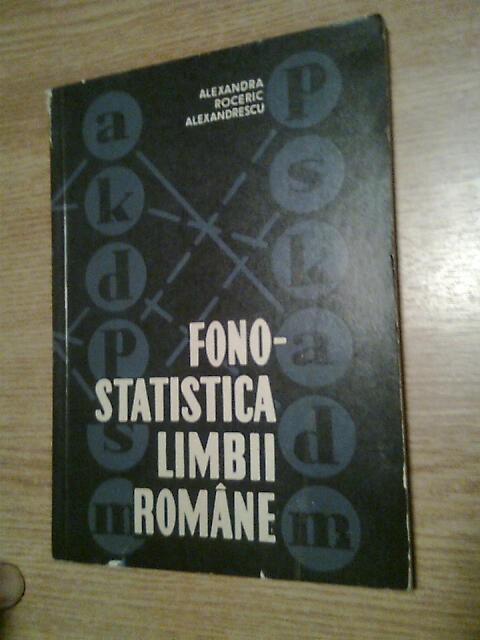 ALEXANDRA
ROCERIC
ALEXANDRESCU
a
k
d
p
s
m
p
s
k
a
d
m
FONO-
STATISTICA
LIMBII
ROMÂNE